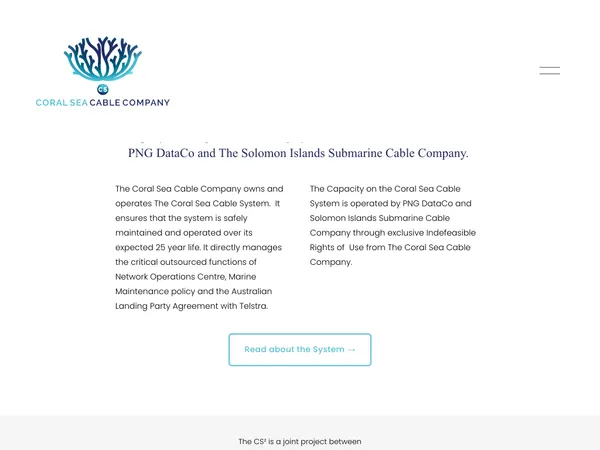 CS
CORAL SEA CABLE COMPANY
PNG DataCo and The Solomon Islands Submarine Cable Company.
The Coral Sea Cable Company owns and
operates The Coral Sea Cable System.  It
ensures that the system is safely
maintained and operated over its
expected 25 year life. It directly manages
the critical outsourced functions of
Network Operations Centre, Marine
Maintenance policy and the Australian
Landing Party Agreement with Telstra.
The Capacity on the Coral Sea Cable
System is operated by PNG DataCo and
Solomon Islands Submarine Cable
Company through exclusive Indefeasible
Rights of  Use from The Coral Sea Cable
Company.
Read about the System →
The CS² is a joint project between